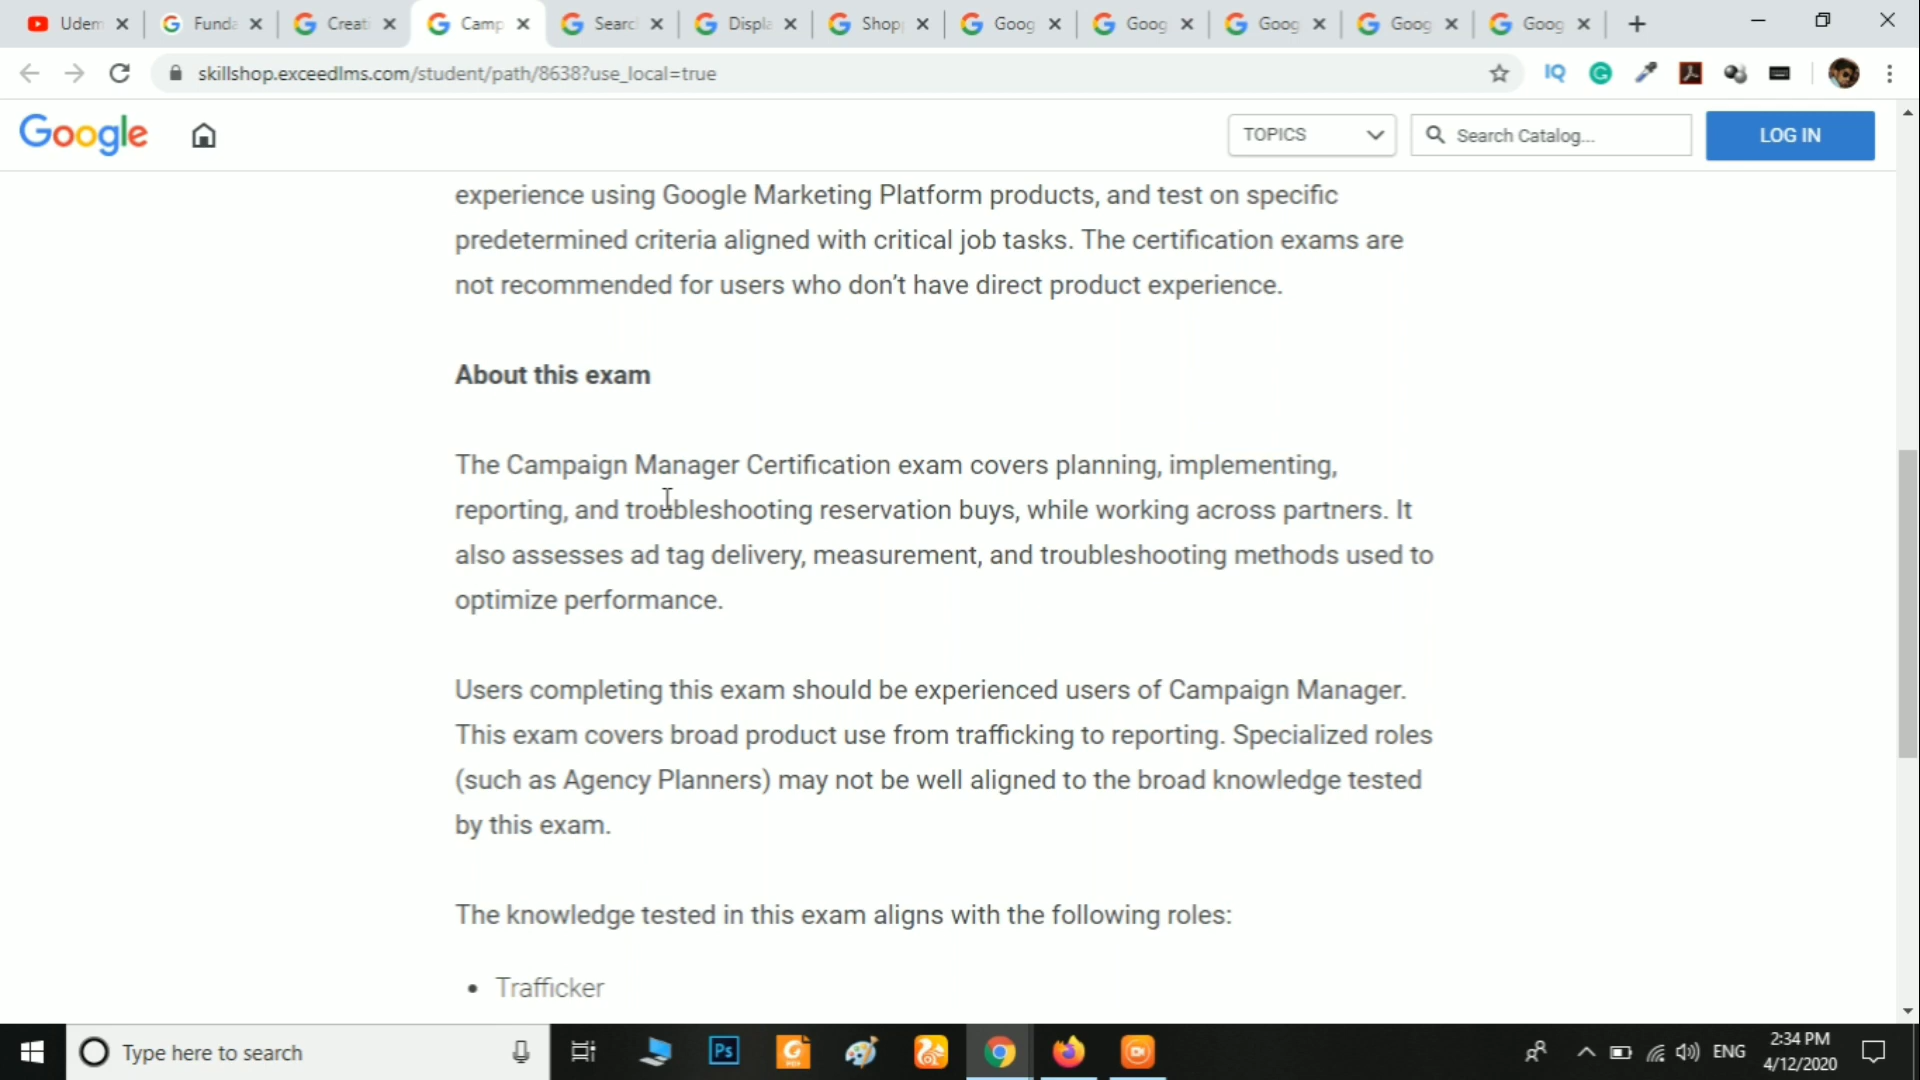 Udem
Funda
Creati
Camp
Searc
Displa
Shop
Goog
Goog
Goog
Goog
Goog
skillshop.exceedlms.com/student/path/8638?use_local=true
IQ
Google
TOPICS
Search Catalog...
LOG IN
experience using Google Marketing Platform products, and test on specific
predetermined criteria aligned with critical job tasks. The certification exams are
not recommended for users who don’t have direct product experience.
About this exam
The Campaign Manager Certification exam covers planning, implementing,
reporting, and troubleshooting reservation buys, while working across partners. It
also assesses ad tag delivery, measurement, and troubleshooting methods used to
optimize performance.
Users completing this exam should be experienced users of Campaign Manager.
This exam covers broad product use from trafficking to reporting. Specialized roles
(such as Agency Planners) may not be well aligned to the broad knowledge tested
by this exam.
The knowledge tested in this exam aligns with the following roles:
• Trafficker
Type here to search
Ps
ENG
2:34 PM
4/12/2020